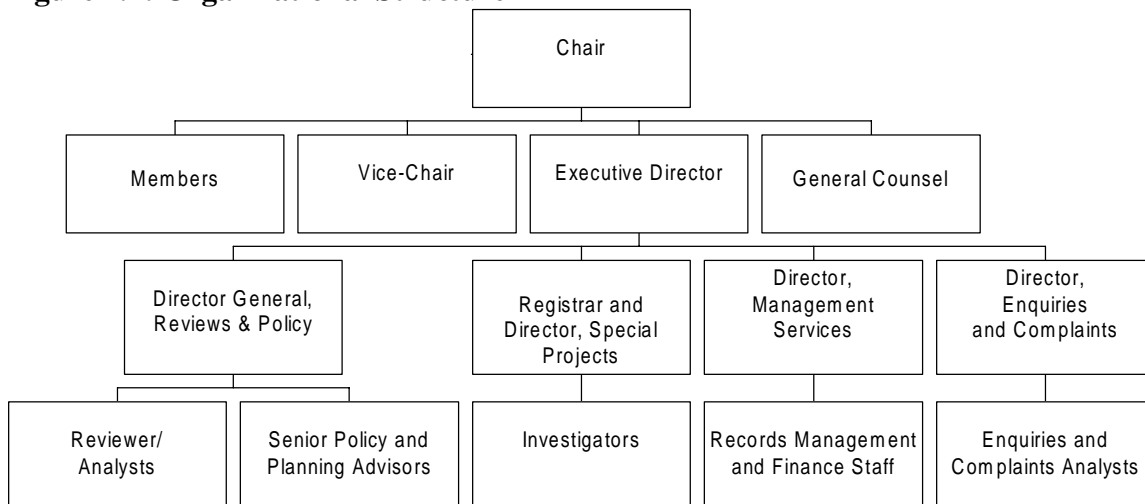 Chair
Members
Vice-Chair
Executive Director
General Counsel
Director General,
Reviews & Policy
Registrar and
Director, Special
Projects
Director,
Management
Services
Director,
Enquiries
and Complaints
Reviewer/
Analysts
Senior Policy and
Planning Advisors
Investigators
Records Management
and Finance Staff
Enquiries and
Complaints Analysts